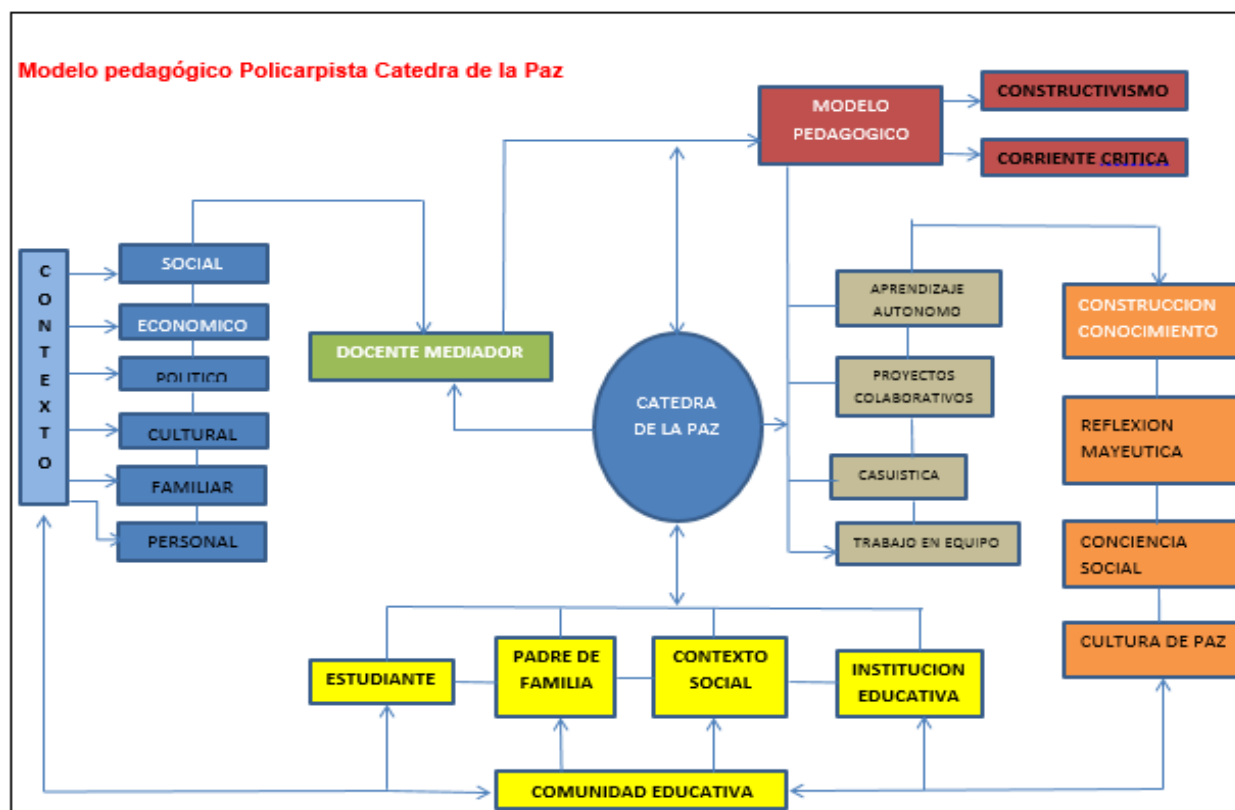 Modelo pedagógico Policarpista Catedra de la Paz
MODELO
PEDAGOGICO
CONSTRUCTIVISMO
CORRIENTE CRITICA
CONTEXTO
SOCIAL
ECONOMICO
POLITICO
CULTURAL
FAMILIAR
PERSONAL
DOCENTE MEDIADOR
CATEDRA
DE LA PAZ
APRENDIZAJE
AUTONOMO
PROYECTOS
COLABORATIVOS
CASUISTICA
TRABAJO EN EQUIPO
CONSTRUCCION
CONOCIMIENTO
REFLEXION
MAYEUTICA
CONCIENCIA
SOCIAL
CULTURA DE PAZ
ESTUDIANTE
PADRE DE
FAMILIA
CONTEXTO
SOCIAL
INSTITUCION
EDUCATIVA
COMUNIDAD EDUCATIVA